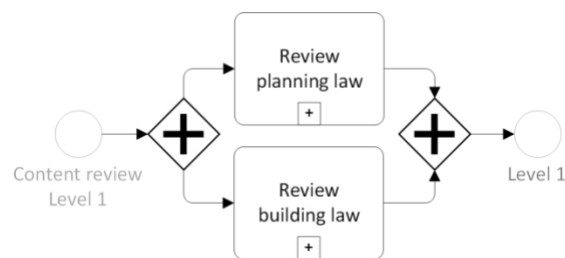 Review
planning law
+
Content review
Level 1
Level 1
Review
building law
+